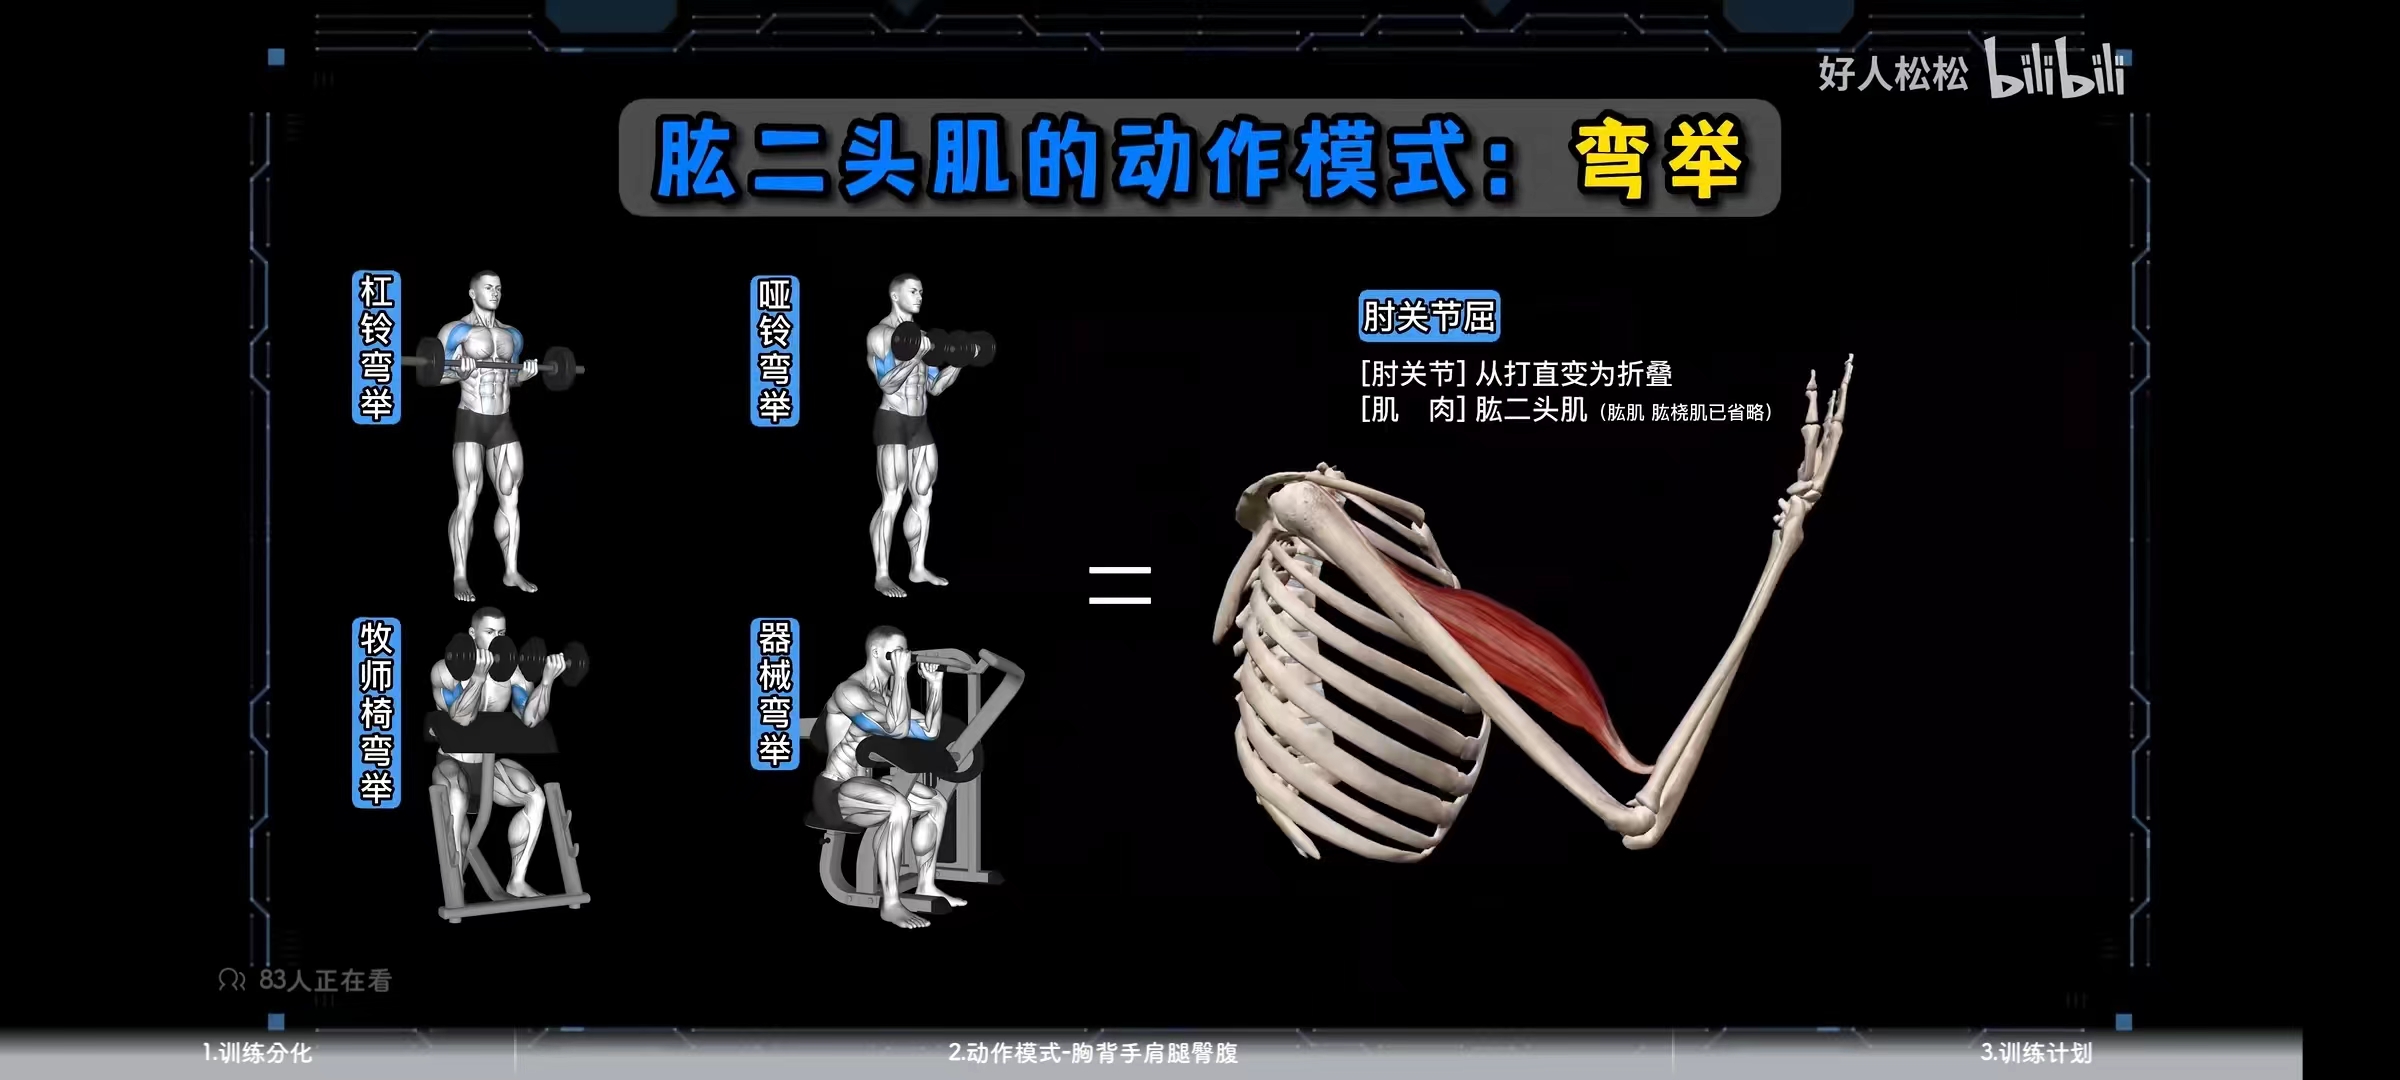 好人松松 bilibili
肱二头肌的动作模式：弯举
杠铃弯举
哑铃弯举
肘关节屈
[肘关节] 从打直变为折叠
[肌　肉] 肱二头肌（肱肌 肱桡肌已省略）
牧师椅弯举
器械弯举
83人正在看
1.训练分化
2.动作模式-胸背手肩腿臀腹
3.训练计划